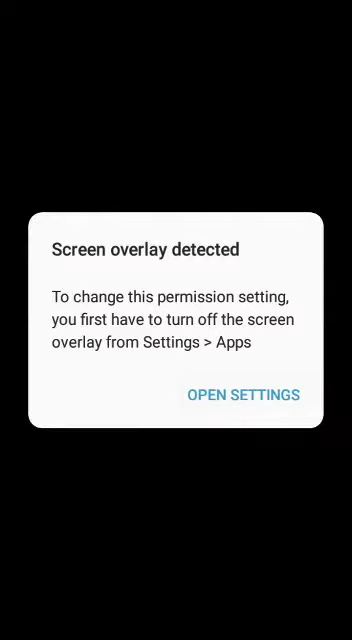 Screen overlay detected
To change this permission setting,
you first have to turn off the screen
overlay from Settings > Apps
OPEN SETTINGS